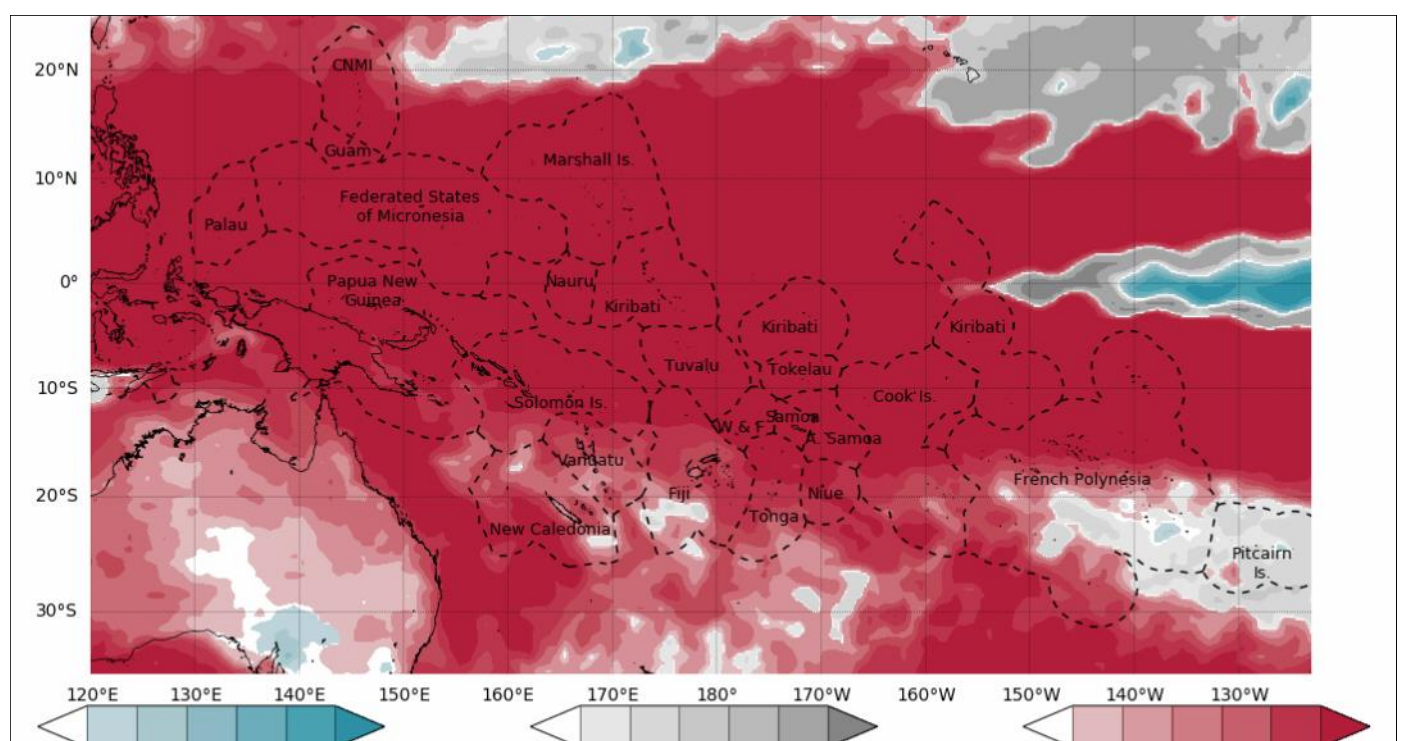 20°N
CNMI
Guam
Marshall Is.
10°N
Federated States
of Micronesia
Palau
0°
Papua New
Guinea
Nauru
Kiribati
Kiribati
Kiribati
Tuvalu
Tokelau
10°S
Solomon Is.
Cook Is.
Samoa
W & F
A. Samoa
Vanuatu
French Polynesia
20°S
Fiji
Niue
Tonga
New Caledonia
Pitcairn
Is.
30°S
120°E 130°E 140°E 150°E 160°E 170°E 180° 170°W 160°W 150°W 140°W 130°W